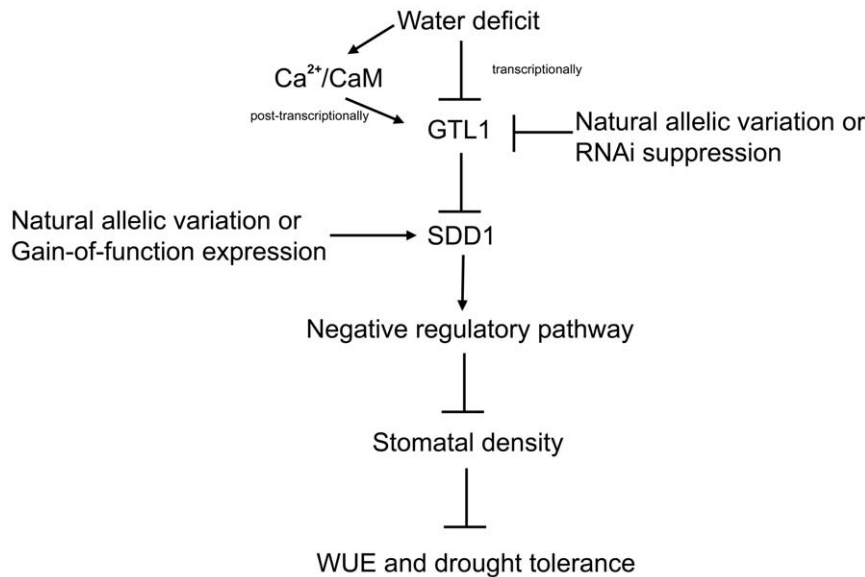 Water deficit
transcriptionally
Ca²⁺/CaM
post-transcriptionally
GTL1
Natural allelic variation or
RNAi suppression
Natural allelic variation or
Gain-of-function expression
SDD1
Negative regulatory pathway
Stomatal density
WUE and drought tolerance